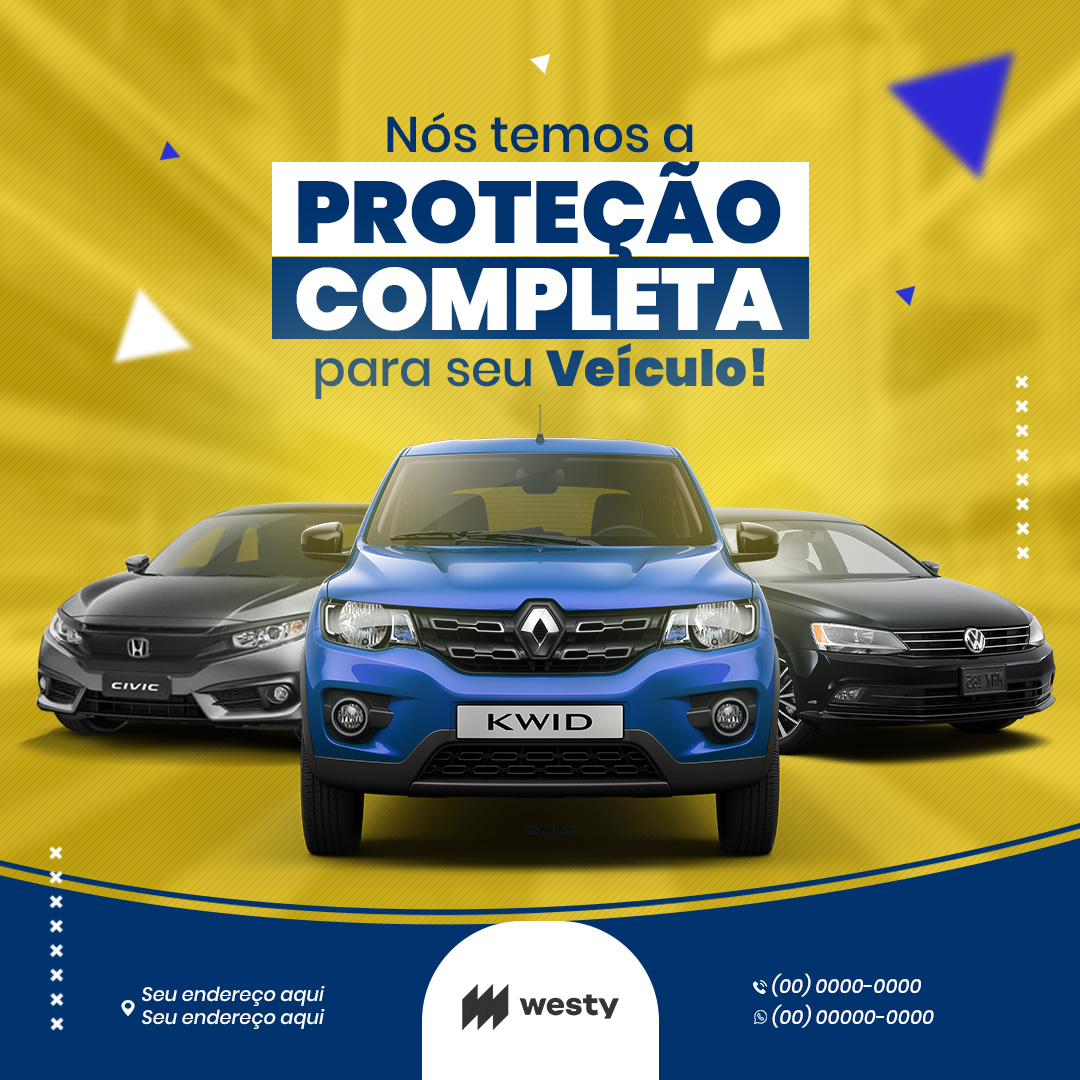 Nós temos a
PROTEÇÃO
COMPLETA
para seu Veículo!
CIVIC
KWID
Seu endereço aqui
Seu endereço aqui
westy
(00) 0000-0000
(00) 00000-0000